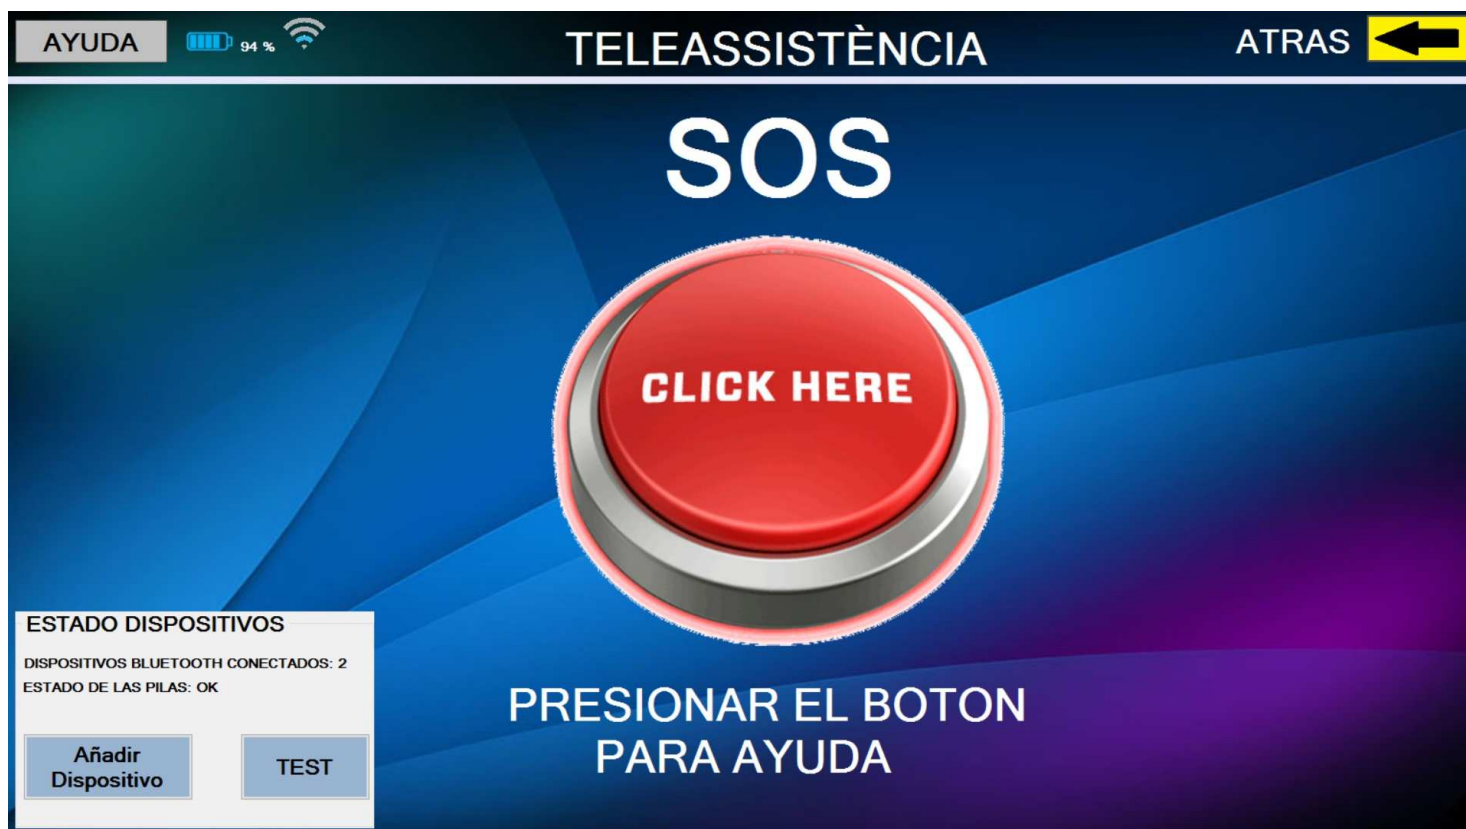 AYUDA
94 %
TELEASSISTÈNCIA
ATRAS
SOS
CLICK HERE
PRESIONAR EL BOTON
PARA AYUDA
ESTADO DISPOSITIVOS
DISPOSITIVOS BLUETOOTH CONECTADOS: 2
ESTADO DE LAS PILAS: OK
Añadir
Dispositivo
TEST